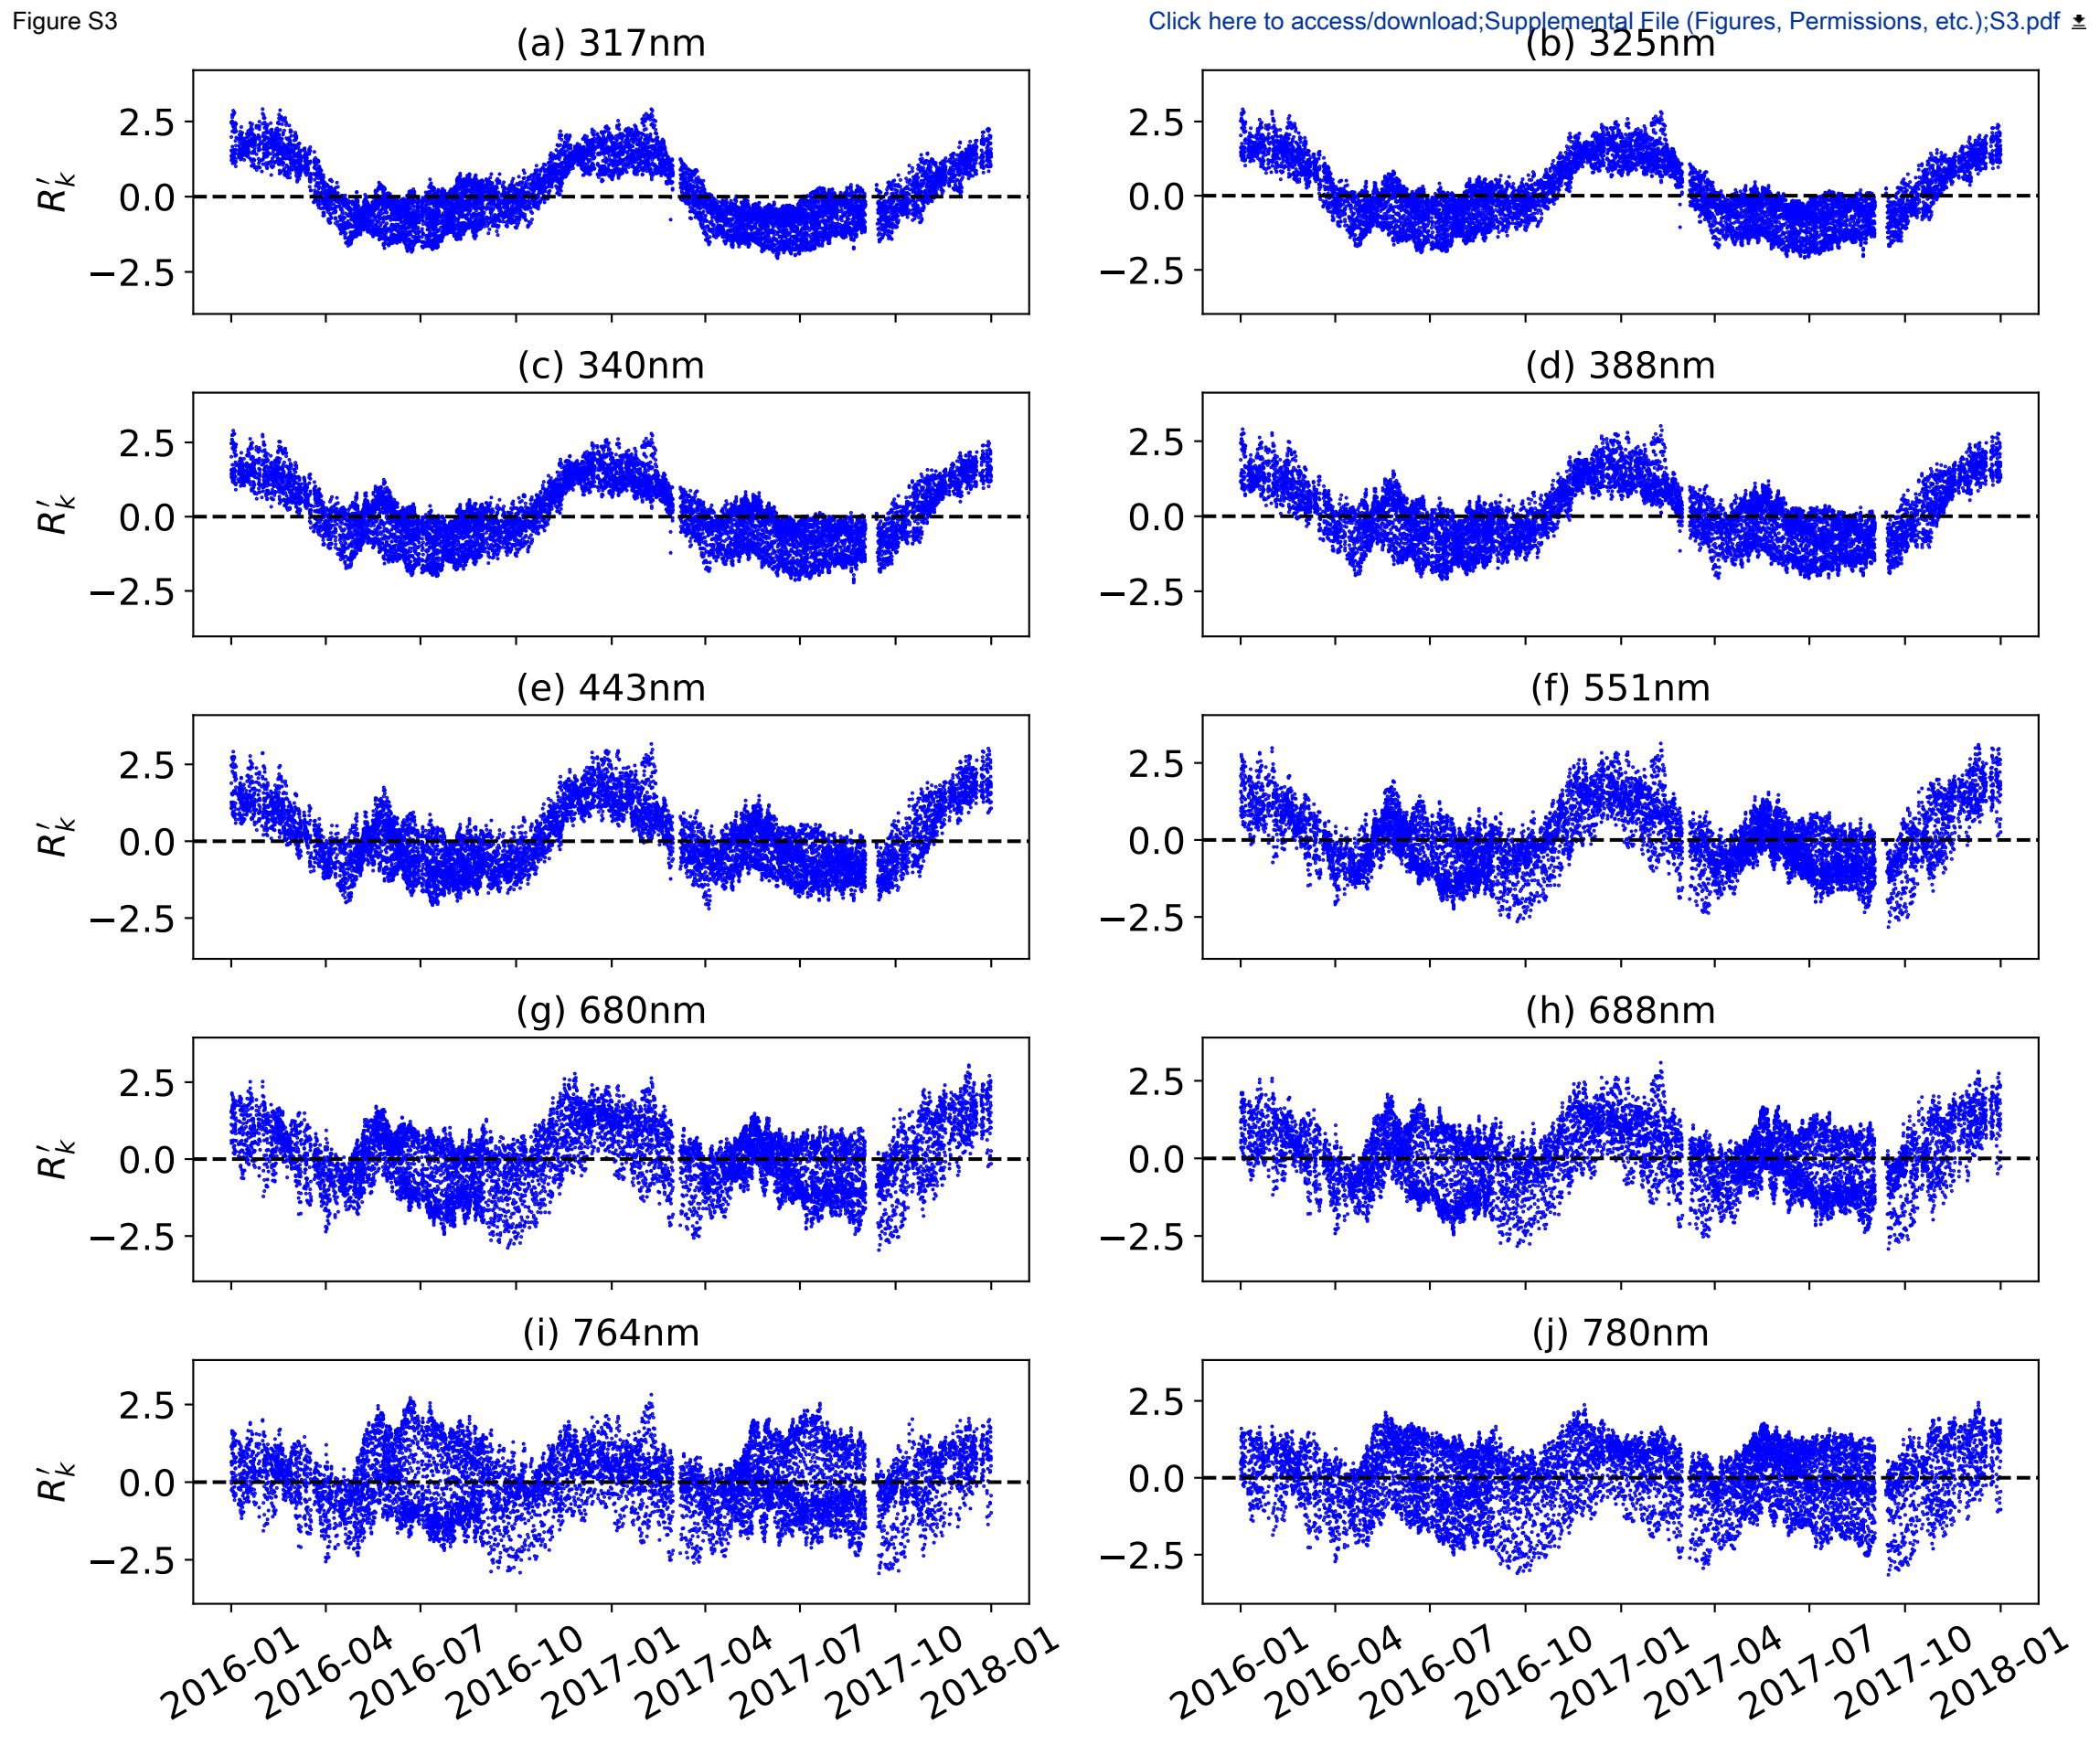 Figure S3
Click here to access/download;Supplemental File (Figures, Permissions, etc.);S3.pdf
(a) 317nm
(b) 325nm
R′k
2.5
0.0
−2.5
2.5
0.0
−2.5
(c) 340nm
(d) 388nm
R′k
2.5
0.0
−2.5
2.5
0.0
−2.5
(e) 443nm
(f) 551nm
R′k
2.5
0.0
−2.5
2.5
0.0
−2.5
(g) 680nm
(h) 688nm
R′k
2.5
0.0
−2.5
2.5
0.0
−2.5
(i) 764nm
(j) 780nm
R′k
2.5
0.0
−2.5
2.5
0.0
−2.5
2016-01 2016-04 2016-07 2016-10 2017-01 2017-04 2017-07 2017-10 2018-01
2016-01 2016-04 2016-07 2016-10 2017-01 2017-04 2017-07 2017-10 2018-01